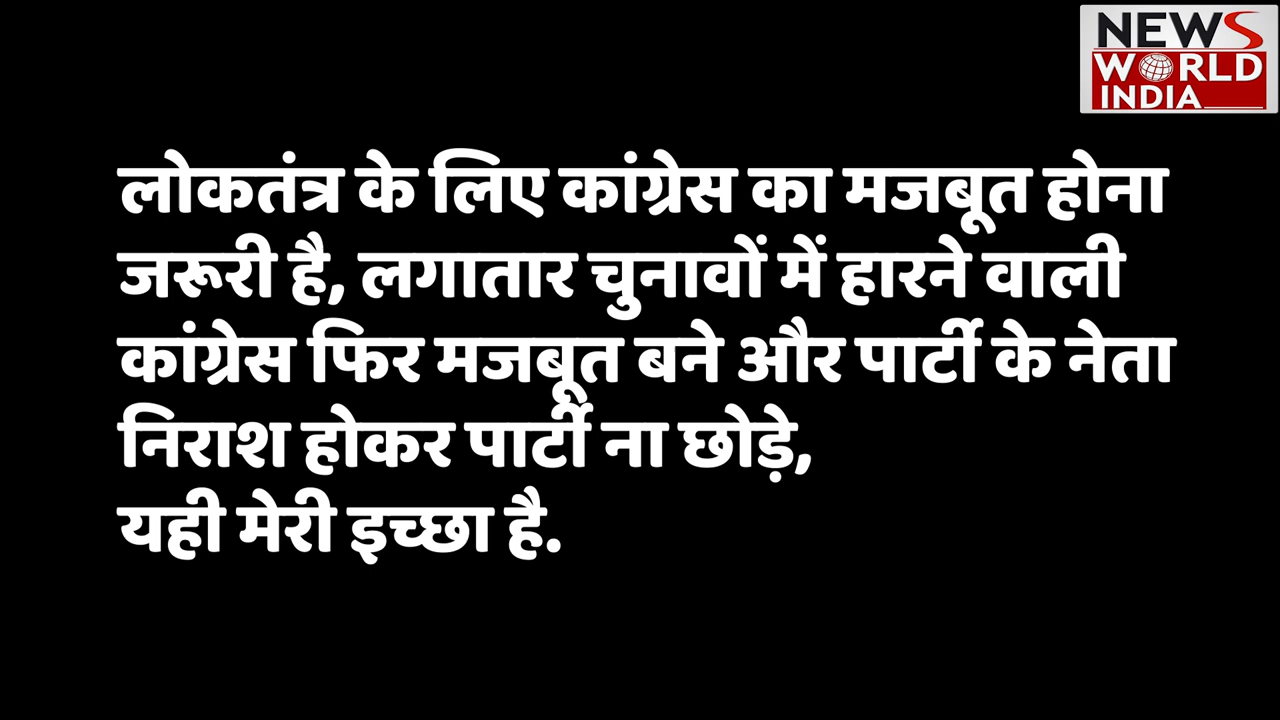 NEWS
WORLD
INDIA
लोकतंत्र के लिए कांग्रेस का मजबूत होना
जरूरी है, लगातार चुनावों में हारने वाली
कांग्रेस फिर मजबूत बने और पार्टी के नेता
निराश होकर पार्टी ना छोड़े,
यही मेरी इच्छा है.